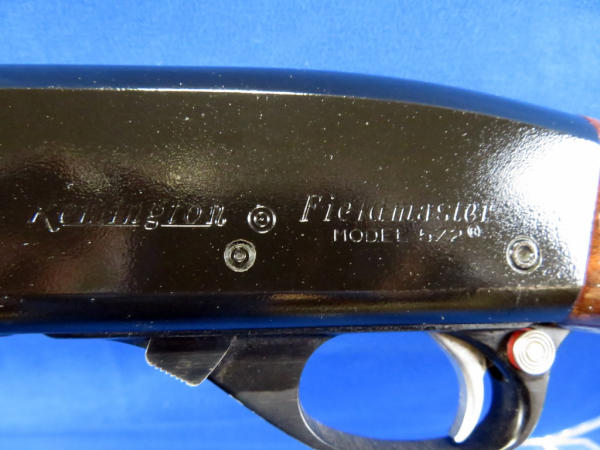 Remington
Fieldmaster
MODEL 572®